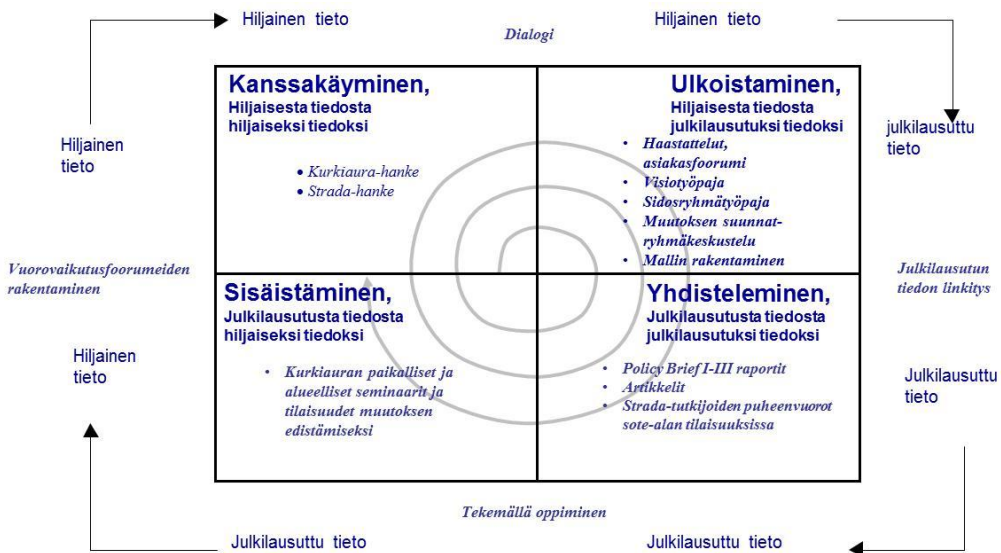 Hiljainen tieto
Hiljainen tieto
Dialogi
Kanssakäyminen,
Hiljaisesta tiedosta
hiljaiseksi tiedoksi
• Kurkiaura-hanke
• Strada-hanke
Ulkoistaminen,
Hiljaisesta tiedosta
julkilausutuksi tiedoksi
• Haastattelut,
asiakasfoorumi
• Visiotyöpaja
• Sidosryhmätyöpaja
• Muutoksen suunnat-
ryhmäkeskustelu
• Mallin rakentaminen
Hiljainen
tieto
julkilausuttu
tieto
Vuorovaikutusfoorumeiden
rakentaminen
Julkilausutun
tiedon linkitys
Sisäistäminen,
Julkilausutusta tiedosta
hiljaiseksi tiedoksi
• Kurkiauran paikalliset ja
alueelliset seminaarit ja
tilaisuudet muutoksen
edistämiseksi
Yhdisteleminen,
Julkilausutusta tiedosta
julkilausutuksi tiedoksi
• Policy Brief I-III raportit
• Artikkelit
• Strada-tutkijoiden puheenvuorot
sote-alan tilaisuuksissa
Hiljainen
tieto
Julkilausuttu
tieto
Tekemällä oppiminen
Julkilausuttu tieto
Julkilausuttu tieto